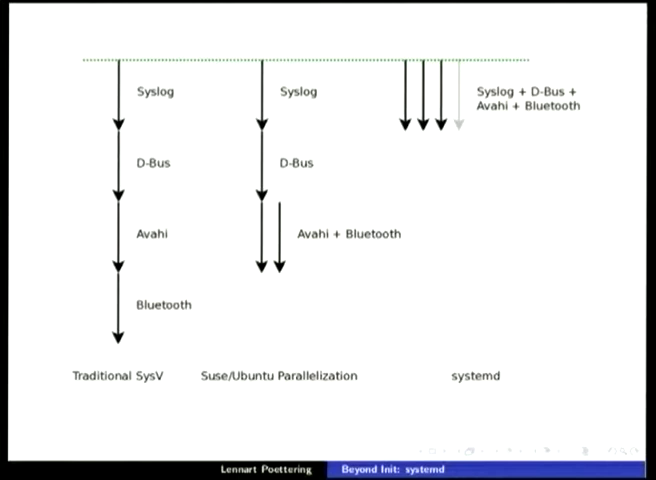 Syslog
Syslog
Syslog + D-Bus +
Avahi + Bluetooth
D-Bus
D-Bus
Avahi
Avahi + Bluetooth
Bluetooth
Traditional SysV
Suse/Ubuntu Parallelization
systemd
Lennart Poettering
Beyond Init: systemd